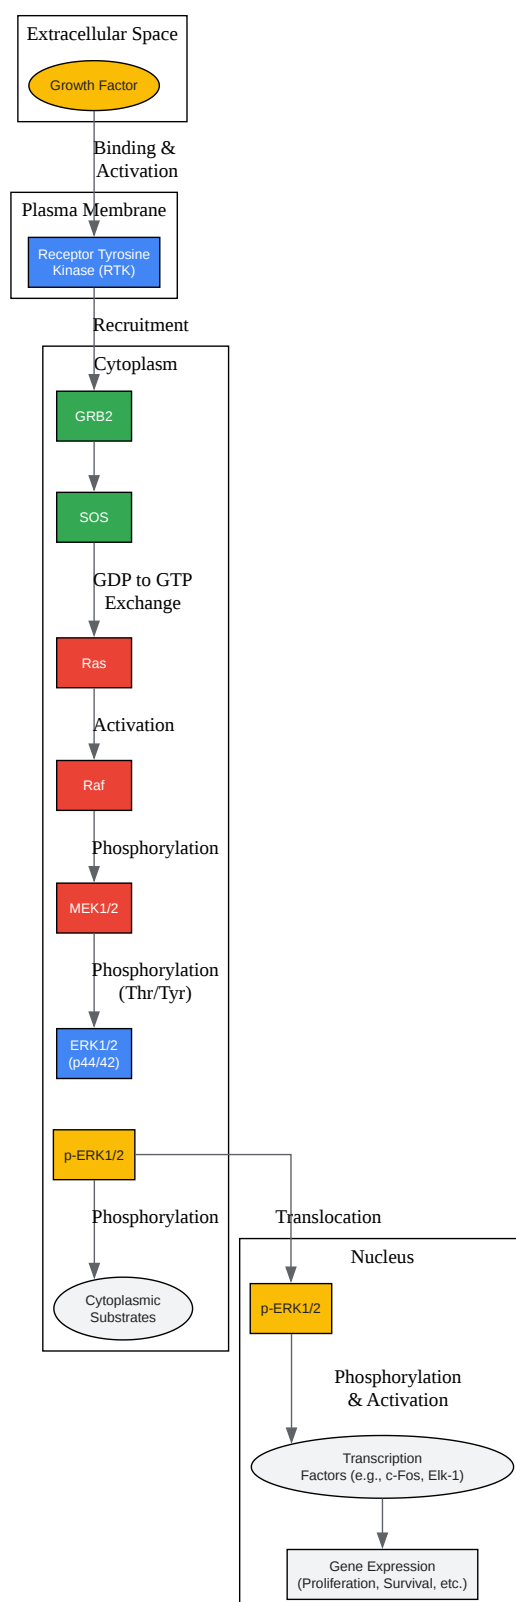 Extracellular Space
Growth Factor
Binding &
Activation
Plasma Membrane
Receptor Tyrosine
Kinase (RTK)
Recruitment
Cytoplasm
GRB2
SOS
GDP to GTP
Exchange
Ras
Activation
Raf
Phosphorylation
MEK1/2
Phosphorylation
(Thr/Tyr)
ERK1/2
(p44/42)
p-ERK1/2
Phosphorylation
Translocation
Nucleus
Cytoplasmic
Substrates
p-ERK1/2
Phosphorylation
& Activation
Transcription
Factors (e.g., c-Fos, Elk-1)
Gene Expression
(Proliferation, Survival, etc.)